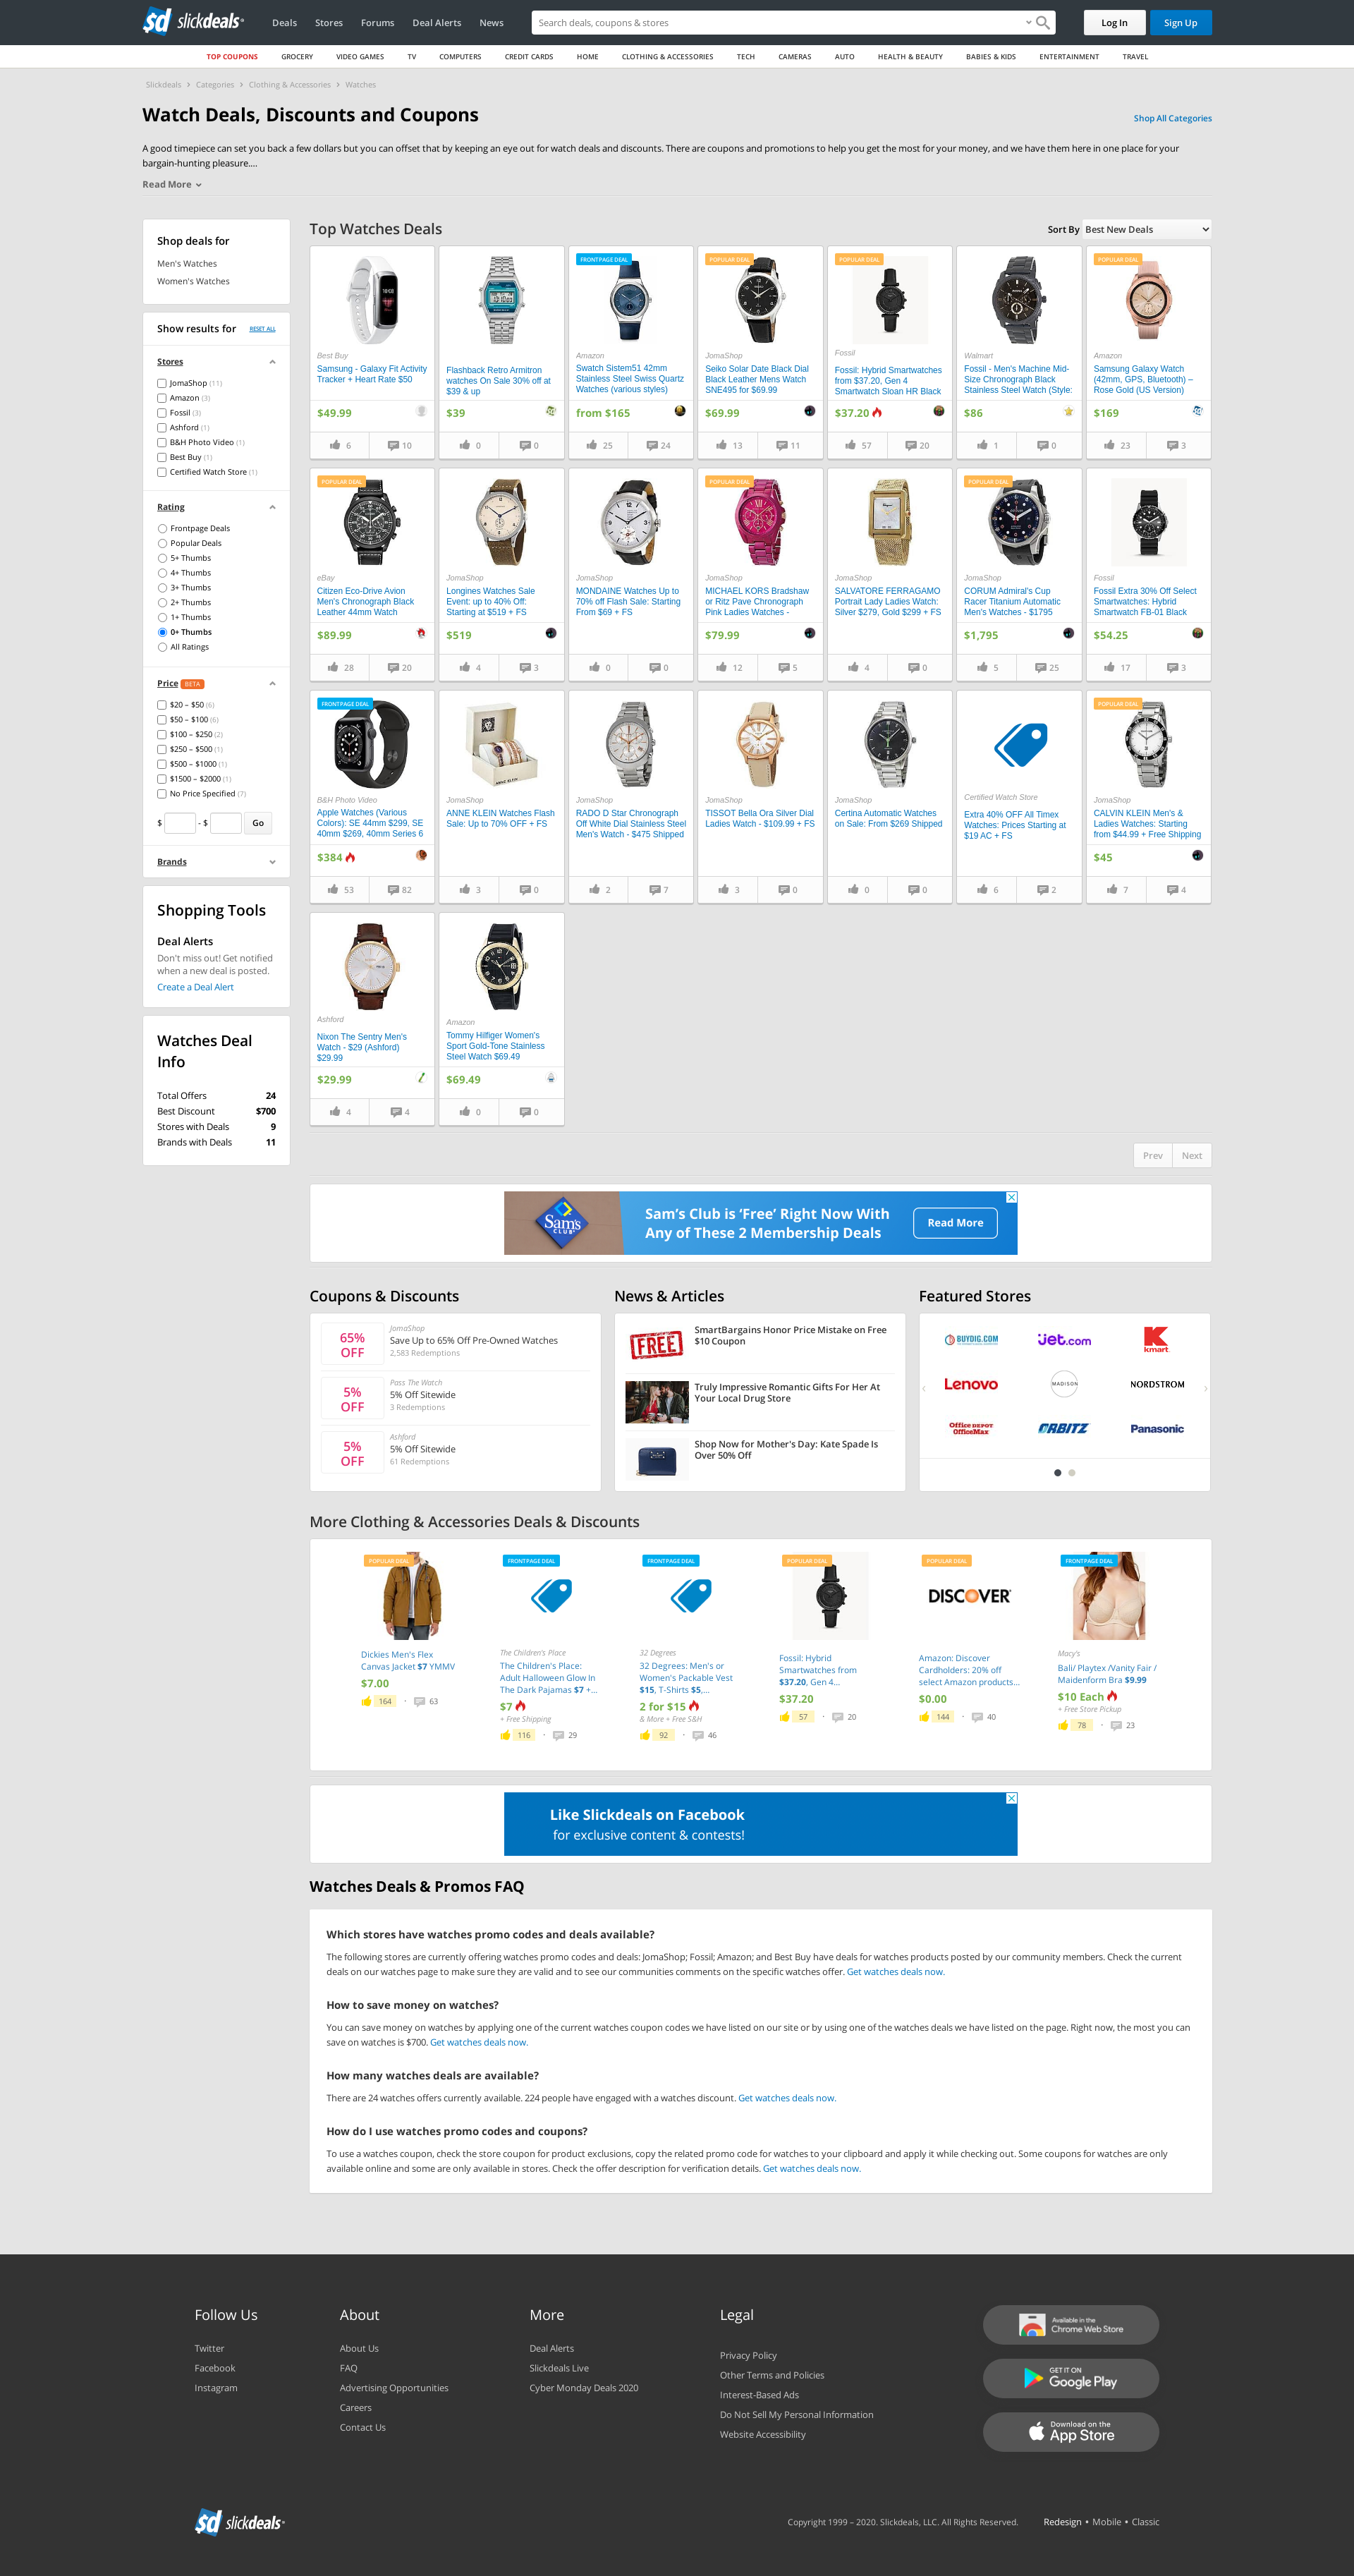 slickdeals
Deals
Stores
Forums
Deal Alerts
News
Search deals, coupons & stores
Log In
Sign Up
TOP COUPONS
GROCERY
VIDEO GAMES
TV
COMPUTERS
CREDIT CARDS
HOME
CLOTHING & ACCESSORIES
TECH
CAMERAS
AUTO
HEALTH & BEAUTY
BABIES & KIDS
ENTERTAINMENT
TRAVEL
Slickdeals > Categories > Clothing & Accessories > Watches
Watch Deals, Discounts and Coupons
Shop All Categories
A good timepiece can set you back a few dollars but you can offset that by keeping an eye out for watch deals and discounts. There are coupons and promotions to help you get the most for your money, and we have them here in one place for your
bargain-hunting pleasure....
Read More
Shop deals for
Men's Watches
Women's Watches
Show results for
RESET ALL
Stores
JomaShop (11)
Amazon (3)
Fossil (3)
Ashford (1)
B&H Photo Video (1)
Best Buy (1)
Certified Watch Store (1)
Rating
Frontpage Deals
Popular Deals
5+ Thumbs
4+ Thumbs
3+ Thumbs
2+ Thumbs
1+ Thumbs
0+ Thumbs
All Ratings
Price BETA
$20 – $50 (6)
$50 – $100 (6)
$100 – $250 (2)
$250 – $500 (1)
$500 – $1000 (1)
$1500 – $2000 (1)
No Price Specified (7)
$ - $ Go
Brands
Shopping Tools
Deal Alerts
Don't miss out! Get notified
when a new deal is posted.
Create a Deal Alert
Watches Deal
Info
Total Offers 24
Best Discount $700
Stores with Deals 9
Brands with Deals 11
Top Watches Deals
Sort By Best New Deals
Best Buy
Samsung - Galaxy Fit Activity
Tracker + Heart Rate $50
$49.99
6 10
Flashback Retro Armitron
watches On Sale 30% off at
$39 & up
$39
0 0
FRONTPAGE DEAL
Amazon
Swatch Sistem51 42mm
Stainless Steel Swiss Quartz
Watches (various styles)
from $165
25 24
POPULAR DEAL
JomaShop
Seiko Solar Date Black Dial
Black Leather Mens Watch
SNE495 for $69.99
$69.99
13 11
POPULAR DEAL
Fossil
Fossil: Hybrid Smartwatches
from $37.20, Gen 4
Smartwatch Sloan HR Black
$37.20
57 20
Walmart
Fossil - Men's Machine Mid-
Size Chronograph Black
Stainless Steel Watch (Style:
$86
1 0
POPULAR DEAL
Amazon
Samsung Galaxy Watch
(42mm, GPS, Bluetooth) –
Rose Gold (US Version)
$169
23 3
POPULAR DEAL
eBay
Citizen Eco-Drive Avion
Men's Chronograph Black
Leather 44mm Watch
$89.99
28 20
JomaShop
Longines Watches Sale
Event: up to 40% Off:
Starting at $519 + FS
$519
4 3
JomaShop
MONDAINE Watches Up to
70% off Flash Sale: Starting
From $69 + FS
0 0
POPULAR DEAL
JomaShop
MICHAEL KORS Bradshaw
or Ritz Pave Chronograph
Pink Ladies Watches -
$79.99
12 5
JomaShop
SALVATORE FERRAGAMO
Portrait Lady Ladies Watch:
Silver $279, Gold $299 + FS
4 0
POPULAR DEAL
JomaShop
CORUM Admiral's Cup
Racer Titanium Automatic
Men's Watches - $1795
$1,795
5 25
Fossil
Fossil Extra 30% Off Select
Smartwatches: Hybrid
Smartwatch FB-01 Black
$54.25
17 3
FRONTPAGE DEAL
B&H Photo Video
Apple Watches (Various
Colors): SE 44mm $299, SE
40mm $269, 40mm Series 6
$384
53 82
ANNE KLEIN
JomaShop
ANNE KLEIN Watches Flash
Sale: Up to 70% OFF + FS
3 0
JomaShop
RADO D Star Chronograph
Off White Dial Stainless Steel
Men's Watch - $475 Shipped
2 7
JomaShop
TISSOT Bella Ora Silver Dial
Ladies Watch - $109.99 + FS
3 0
JomaShop
Certina Automatic Watches
on Sale: From $269 Shipped
0 0
Certified Watch Store
Extra 40% OFF All Timex
Watches: Prices Starting at
$19 AC + FS
6 2
POPULAR DEAL
JomaShop
CALVIN KLEIN Men's &
Ladies Watches: Starting
from $44.99 + Free Shipping
$45
7 4
Ashford
Nixon The Sentry Men's
Watch - $29 (Ashford)
$29.99
$29.99
4 4
Amazon
Tommy Hilfiger Women's
Sport Gold-Tone Stainless
Steel Watch $69.49
$69.49
0 0
Prev Next
Sam's
CLUB
Sam's Club is ‘Free’ Right Now With
Any of These 2 Membership Deals
Read More
Coupons & Discounts
65%
OFF
JomaShop
Save Up to 65% Off Pre-Owned Watches
2,583 Redemptions
5%
OFF
Pass The Watch
5% Off Sitewide
3 Redemptions
5%
OFF
Ashford
5% Off Sitewide
61 Redemptions
News & Articles
FREE
SmartBargains Honor Price Mistake on Free
$10 Coupon
Truly Impressive Romantic Gifts For Her At
Your Local Drug Store
Shop Now for Mother's Day: Kate Spade Is
Over 50% Off
Featured Stores
BUYDIG.COM
jet.com
kmart
Lenovo
MADISON
NORDSTROM
Office DEPOT
OfficeMax
ORBITZ
Panasonic
More Clothing & Accessories Deals & Discounts
POPULAR DEAL
Dickies Men's Flex
Canvas Jacket $7 YMMV
$7.00
164 · 63
FRONTPAGE DEAL
The Children's Place
The Children's Place:
Adult Halloween Glow In
The Dark Pajamas $7 +...
$7
+ Free Shipping
116 · 29
FRONTPAGE DEAL
32 Degrees
32 Degrees: Men's or
Women's Packable Vest
$15, T-Shirts $5,...
2 for $15
& More + Free S&H
92 · 46
POPULAR DEAL
Fossil: Hybrid
Smartwatches from
$37.20, Gen 4...
$37.20
57 · 20
POPULAR DEAL
DISCOVER
Amazon: Discover
Cardholders: 20% off
select Amazon products...
$0.00
144 · 40
FRONTPAGE DEAL
Macy's
Bali/ Playtex /Vanity Fair /
Maidenform Bra $9.99
$10 Each
+ Free Store Pickup
78 · 23
Like Slickdeals on Facebook
for exclusive content & contests!
Watches Deals & Promos FAQ
Which stores have watches promo codes and deals available?
The following stores are currently offering watches promo codes and deals: JomaShop; Fossil; Amazon; and Best Buy have deals for watches products posted by our community members. Check the current
deals on our watches page to make sure they are valid and to see our communities comments on the specific watches offer. Get watches deals now.
How to save money on watches?
You can save money on watches by applying one of the current watches coupon codes we have listed on our site or by using one of the watches deals we have listed on the page. Right now, the most you can
save on watches is $700. Get watches deals now.
How many watches deals are available?
There are 24 watches offers currently available. 224 people have engaged with a watches discount. Get watches deals now.
How do I use watches promo codes and coupons?
To use a watches coupon, check the store coupon for product exclusions, copy the related promo code for watches to your clipboard and apply it while checking out. Some coupons for watches are only
available online and some are only available in stores. Check the offer description for verification details. Get watches deals now.
Follow Us
Twitter
Facebook
Instagram
About
About Us
FAQ
Advertising Opportunities
Careers
Contact Us
More
Deal Alerts
Slickdeals Live
Cyber Monday Deals 2020
Legal
Privacy Policy
Other Terms and Policies
Interest-Based Ads
Do Not Sell My Personal Information
Website Accessibility
Available in the
Chrome Web Store
GET IT ON
Google Play
Download on the
App Store
slickdeals
Copyright 1999 – 2020. Slickdeals, LLC. All Rights Reserved.
Redesign • Mobile • Classic